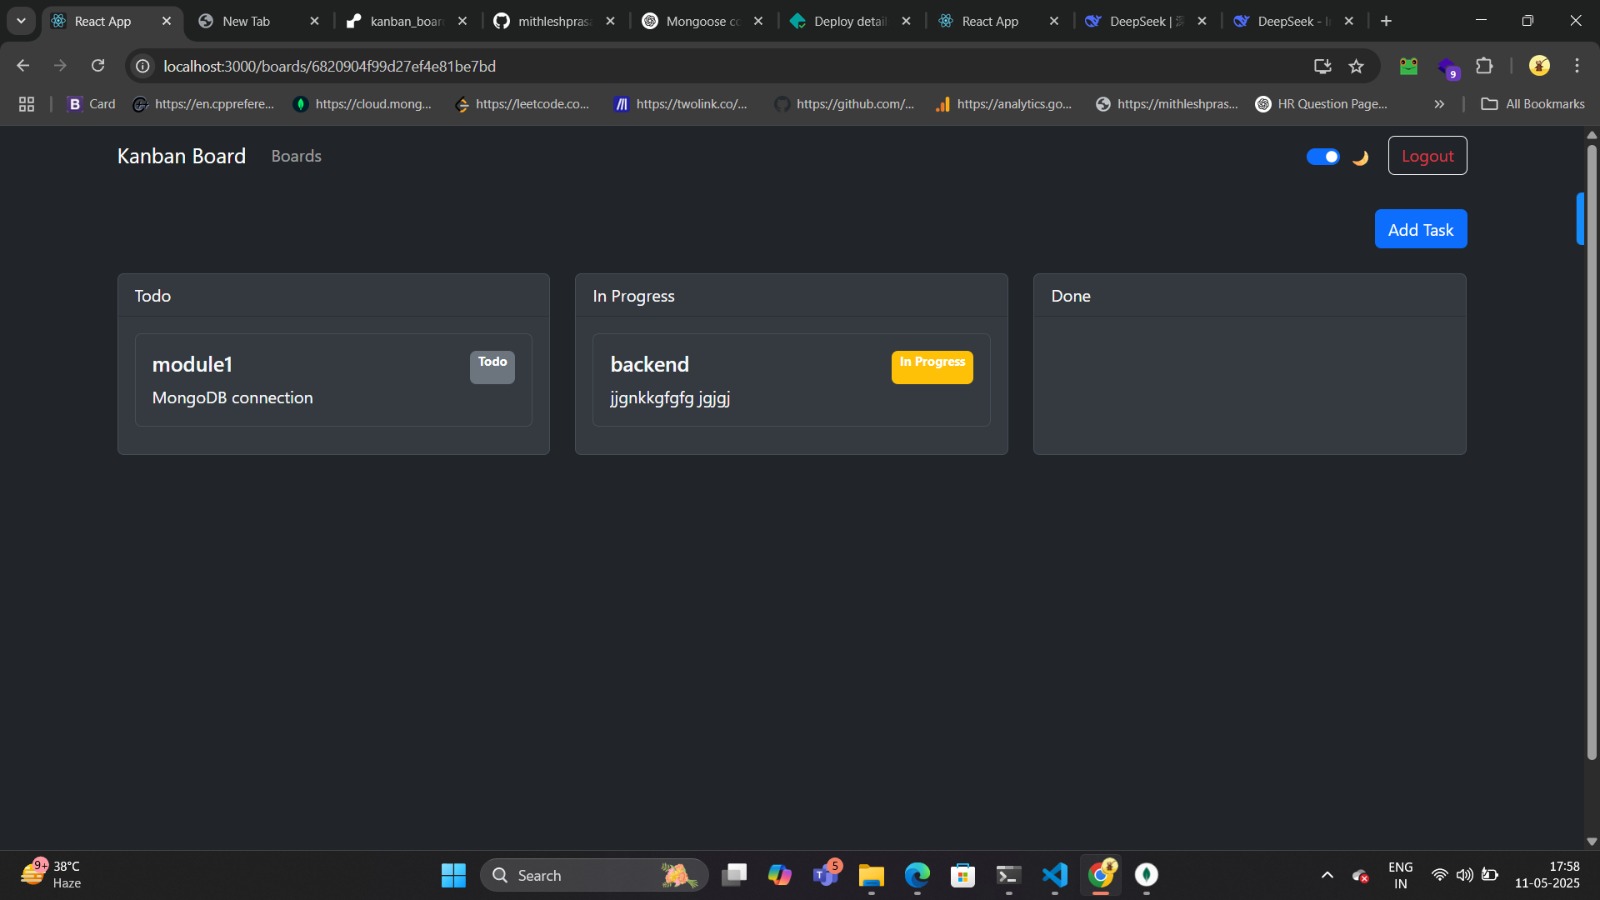 React App
New Tab
kanban_boar
mithleshpras
Mongoose co
Deploy detail
React App
DeepSeek |
DeepSeek -
localhost:3000/boards/6820904f99d27ef4e81be7bd
9
B
Card
https://en.cpprefere...
https://cloud.mong...
https://leetcode.co...
https://twolink.co/...
https://github.com/...
https://analytics.go...
https://mithleshpras...
HR Question Page...
»
All Bookmarks
Kanban Board
Boards
Logout
Add Task
Todo
In Progress
Done
module1
Todo
MongoDB connection
backend
In Progress
jjgnkkgfgfg jgjgj
9+
38°C
Haze
Search
5
ENG
IN
17:58
11-05-2025